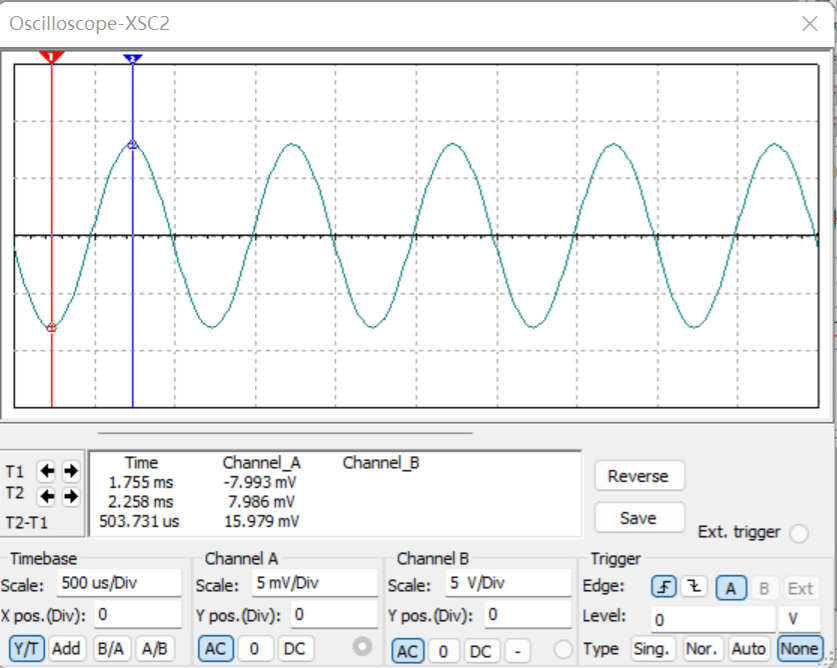 Oscilloscope-XSC2
1 2
T1
T2
T2-T1
Time Channel_A Channel_B
1.755 ms -7.993 mV
2.258 ms 7.986 mV
503.731 us 15.979 mV
Reverse
Save
Ext. trigger
Timebase
Scale: 500 us/Div
X pos.(Div): 0
Y/T Add B/A A/B
Channel A
Scale: 5 mV/Div
Y pos.(Div): 0
AC 0 DC
Channel B
Scale: 5 V/Div
Y pos.(Div): 0
AC 0 DC -
Trigger
Edge: A B Ext
Level: 0 V
Type Sing. Nor. Auto None